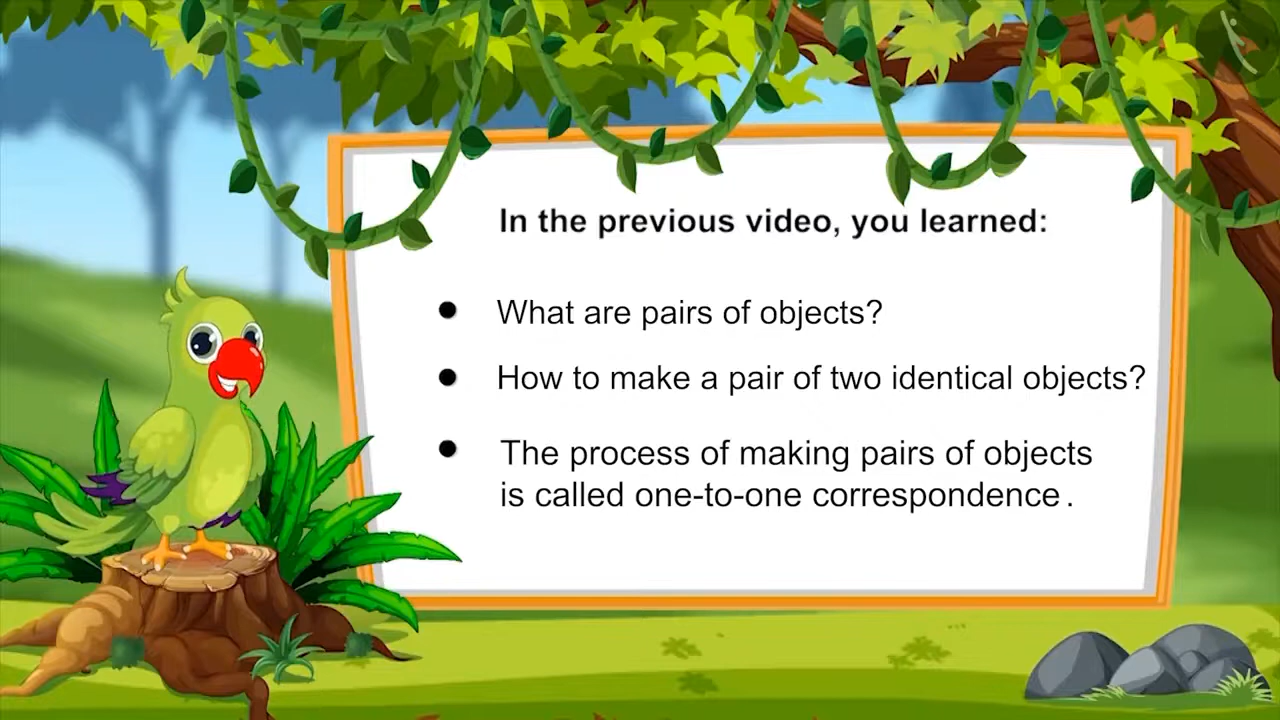 In the previous video, you learned:
● What are pairs of objects?
● How to make a pair of two identical objects?
● The process of making pairs of objects
is called one-to-one correspondence.